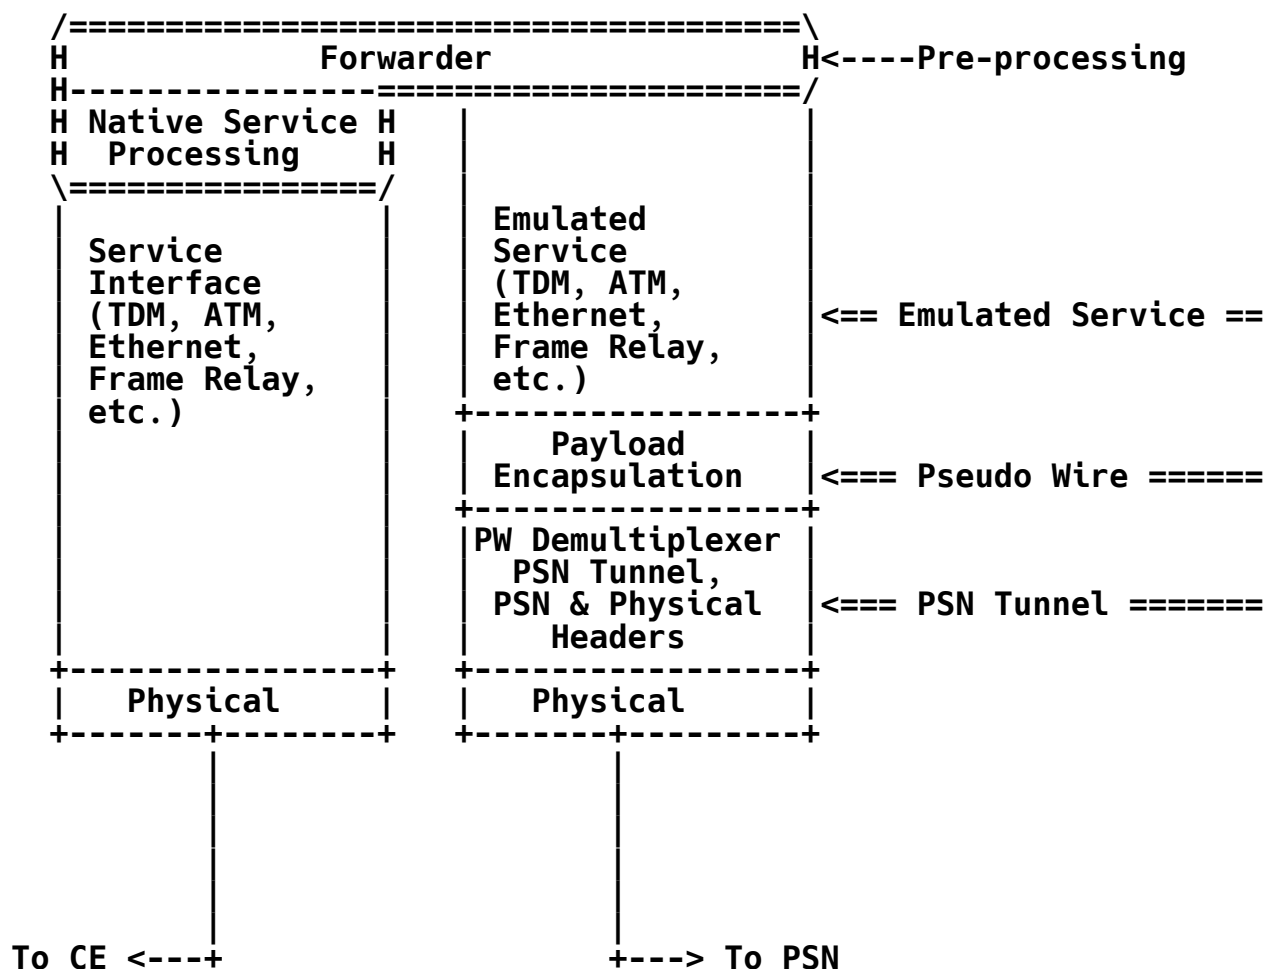 /======================================\
H             Forwarder                H<----Pre-processing
H----------------======================/
H Native Service H   |                 |
H  Processing    H   |                 |
\================/   |                 |
|                |   | Emulated        |
| Service        |   | Service         |
| Interface      |   | (TDM, ATM,      |
| (TDM, ATM,     |   | Ethernet,       |<== Emulated Service ==
| Ethernet,      |   | Frame Relay,    |
| Frame Relay,   |   | etc.)           |
| etc.)          |   +-----------------+
|                |   |    Payload      |
|                |   | Encapsulation   |<=== Pseudo Wire ======
|                |   +-----------------+
|                |   |PW Demultiplexer |
|                |   |  PSN Tunnel,    |
|                |   | PSN & Physical  |<=== PSN Tunnel =======
|                |   |    Headers      |
+----------------+   +-----------------+
|   Physical     |   |   Physical      |
+-------+--------+   +-------+---------+
        |                    |
        |                    |
        |                    |
        |                    |
        |                    |
        |                    |
To CE <---+                    +---> To PSN